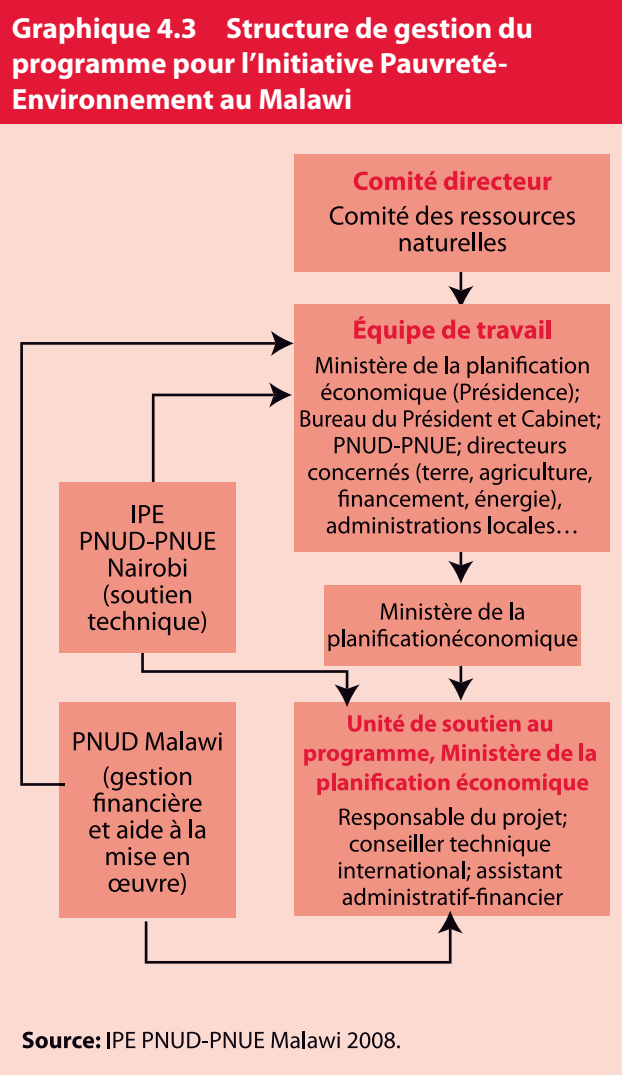 Graphique 4.3 Structure de gestion du
programme pour l'Initiative Pauvreté-
Environnement au Malawi
Comité directeur
Comité des ressources
naturelles
Équipe de travail
Ministère de la planification
économique (Présidence);
Bureau du Président et Cabinet;
PNUD-PNUE; directeurs
concernés (terre, agriculture,
financement, énergie),
administrations locales…
IPE
PNUD-PNUE
Nairobi
(soutien
technique)
Ministère de la
planificationéconomique
PNUD Malawi
(gestion
financière
et aide à la
mise en
œuvre)
Unité de soutien au
programme, Ministère de la
planification économique
Responsable du projet;
conseiller technique
international; assistant
administratif-financier
Source: IPE PNUD-PNUE Malawi 2008.